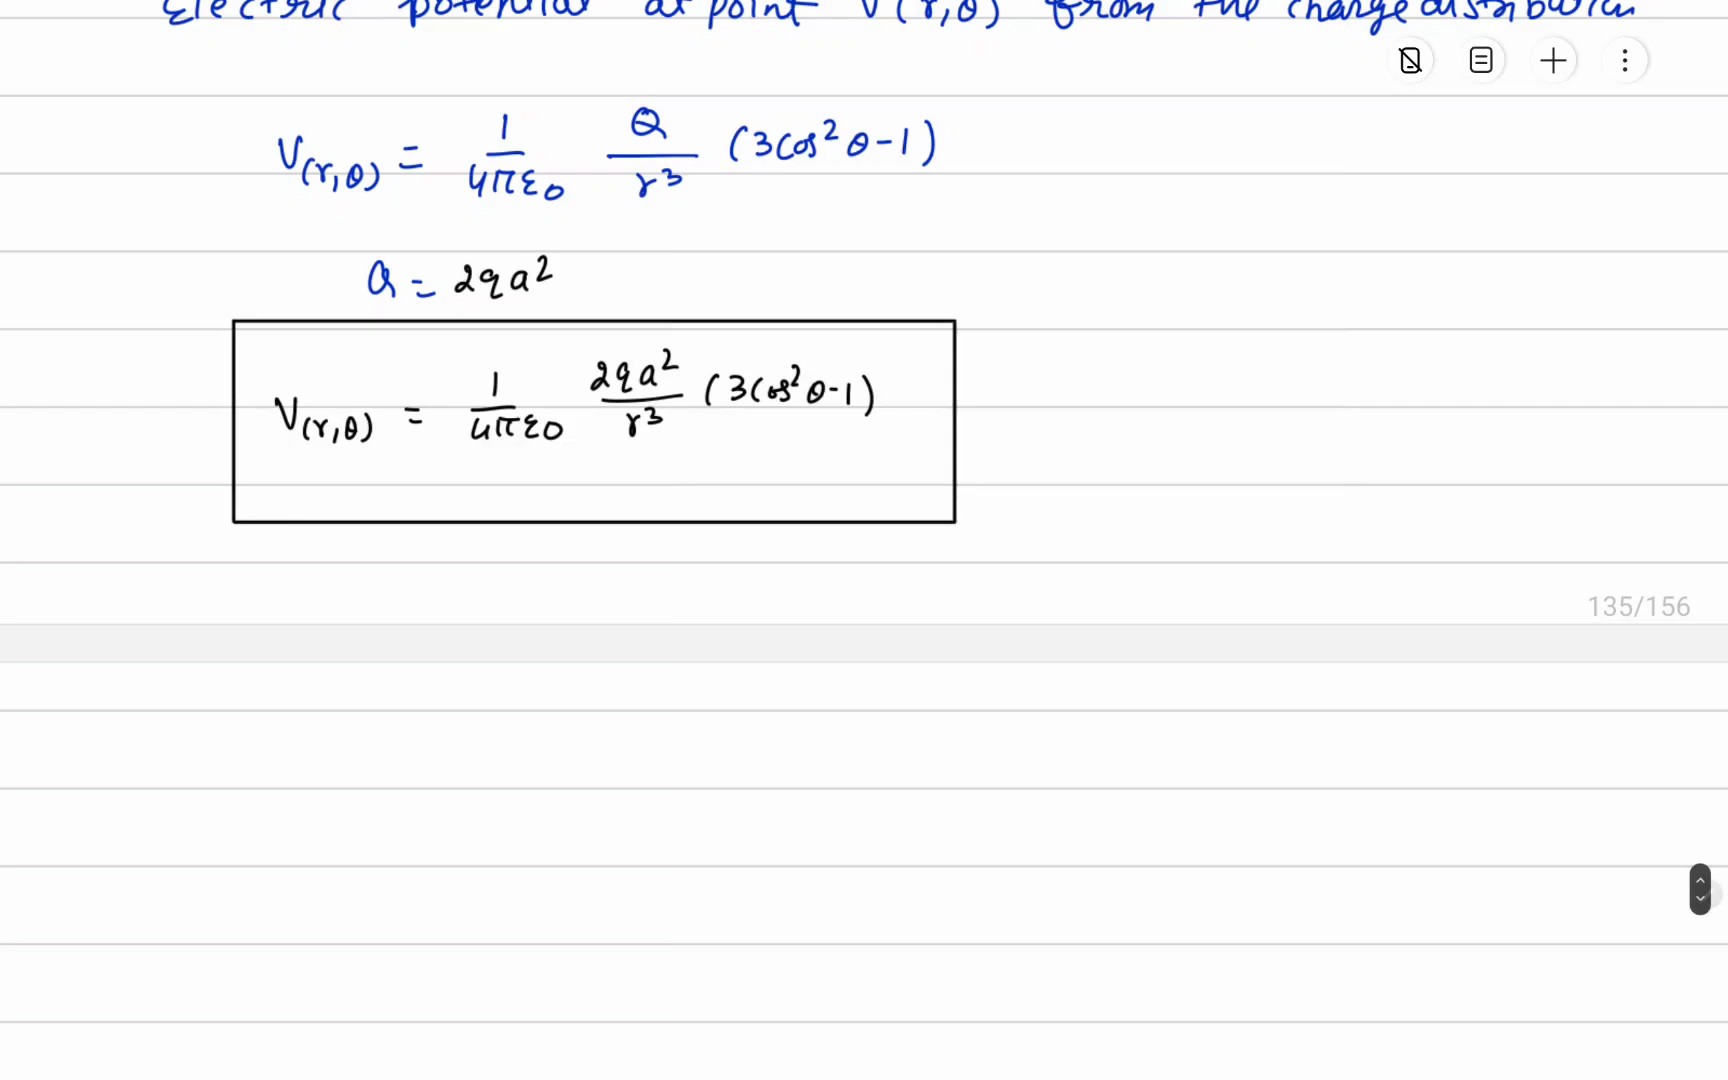 Electric potential at point V(r,θ) from the charge distribution
V(r,θ) = 1/4πε0 Q/r³ (3cos²θ-1)
Q = 2qa²
V(r,θ) = 1/4πε0 2qa²/r³ (3cos²θ-1)
135/156